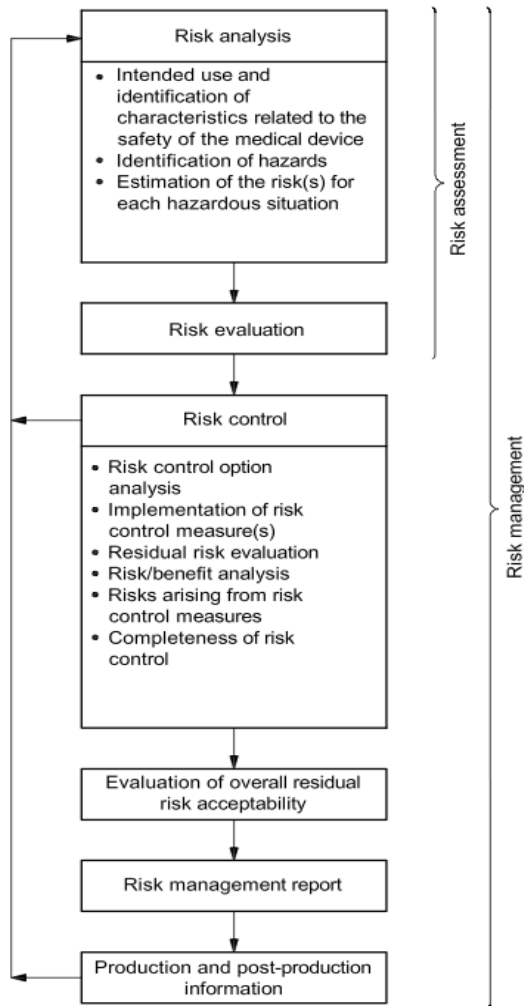 Risk analysis
• Intended use and
identification of
characteristics related to the
safety of the medical device
• Identification of hazards
• Estimation of the risk(s) for
each hazardous situation
Risk evaluation
Risk assessment
Risk control
• Risk control option
analysis
• Implementation of risk
control measure(s)
• Residual risk evaluation
• Risk/benefit analysis
• Risks arising from risk
control measures
• Completeness of risk
control
Risk management
Evaluation of overall residual
risk acceptability
Risk management report
Production and post-production
information